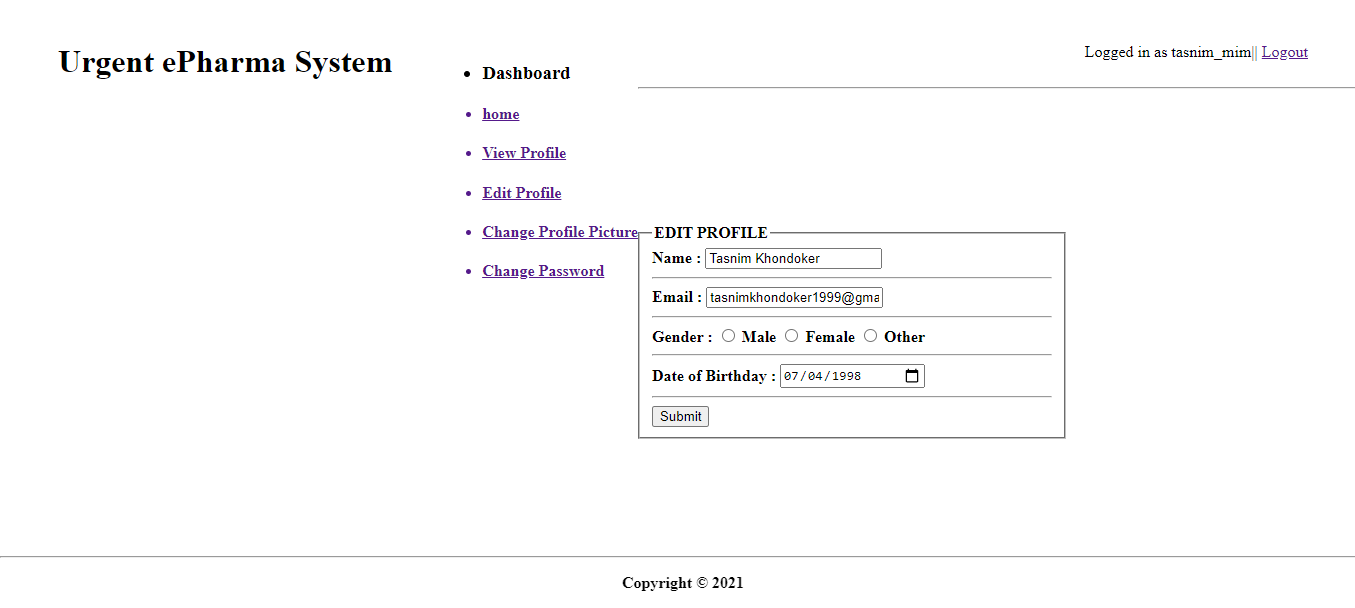 Urgent ePharma System
Logged in as tasnim_mim|| Logout
Dashboard
home
View Profile
Edit Profile
Change Profile Picture
Change Password
EDIT PROFILE
Name : Tasnim Khondoker
Email : tasnimkhondoker1999@gma
Gender : Male Female Other
Date of Birthday : 07/04/1998
Submit
Copyright © 2021